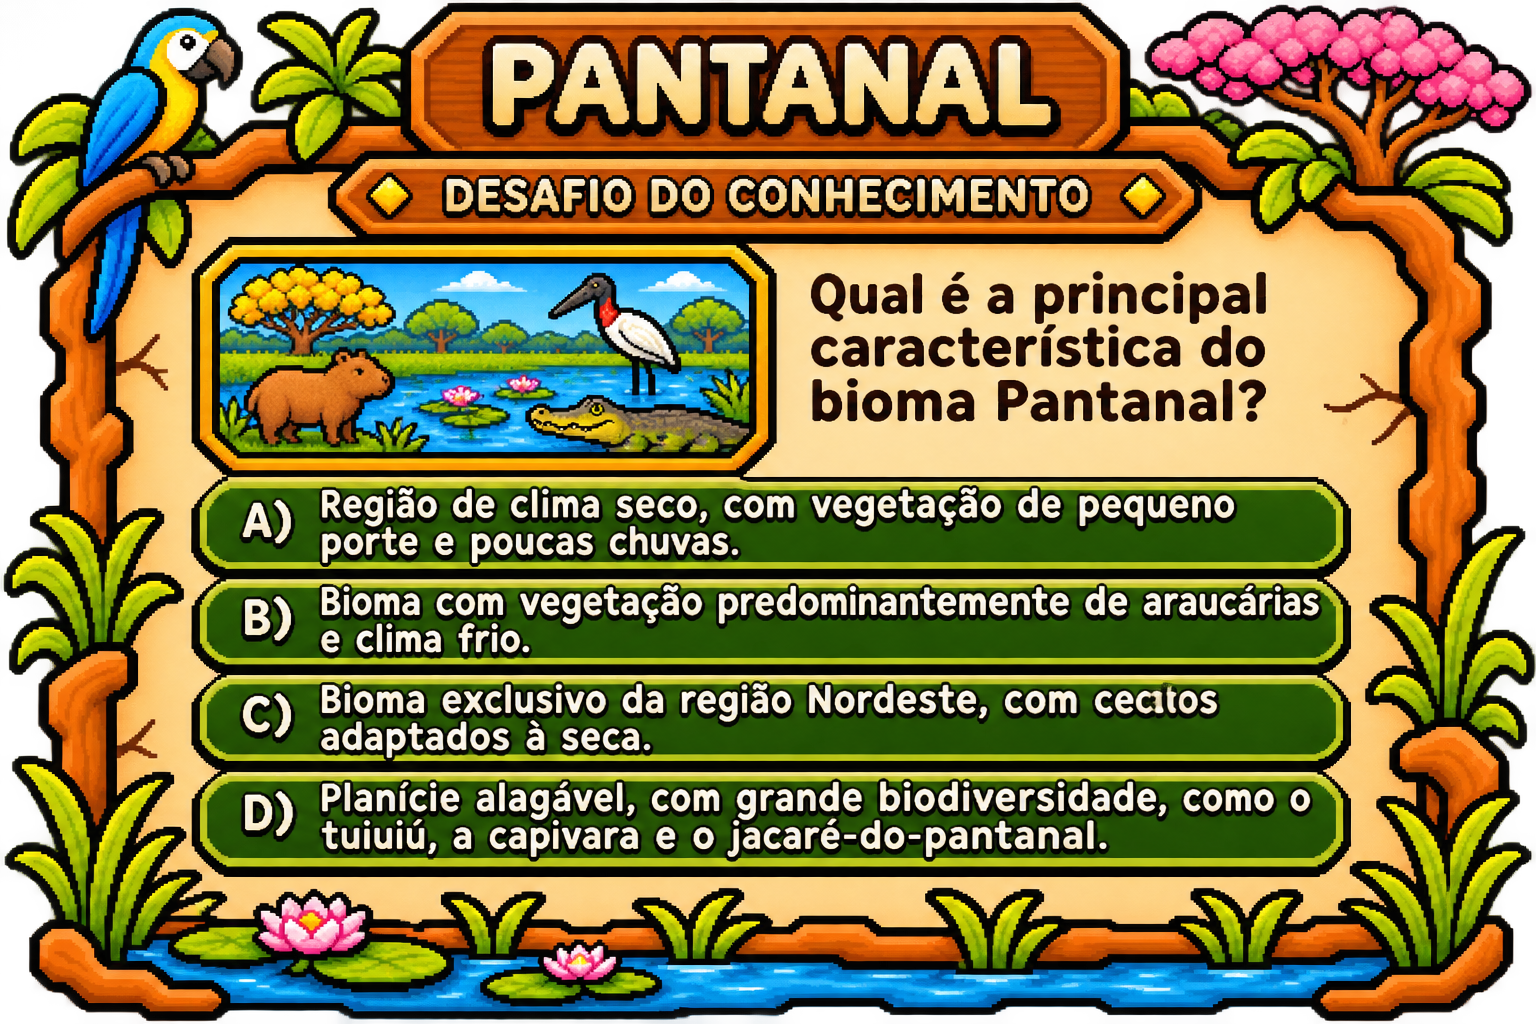 PANTANAL
DESAFIO DO CONHECIMENTO
Qual é a principal
característica do
bioma Pantanal?
A) Região de clima seco, com vegetação de pequeno
porte e poucas chuvas.
B) Bioma com vegetação predominantemente de araucárias
e clima frio.
C) Bioma exclusivo da região Nordeste, com
adaptados à seca.
D) Planície alagável, com grande biodiversidade, como o
tuiuiú, a capivara e o jacaré-do-pantanal.